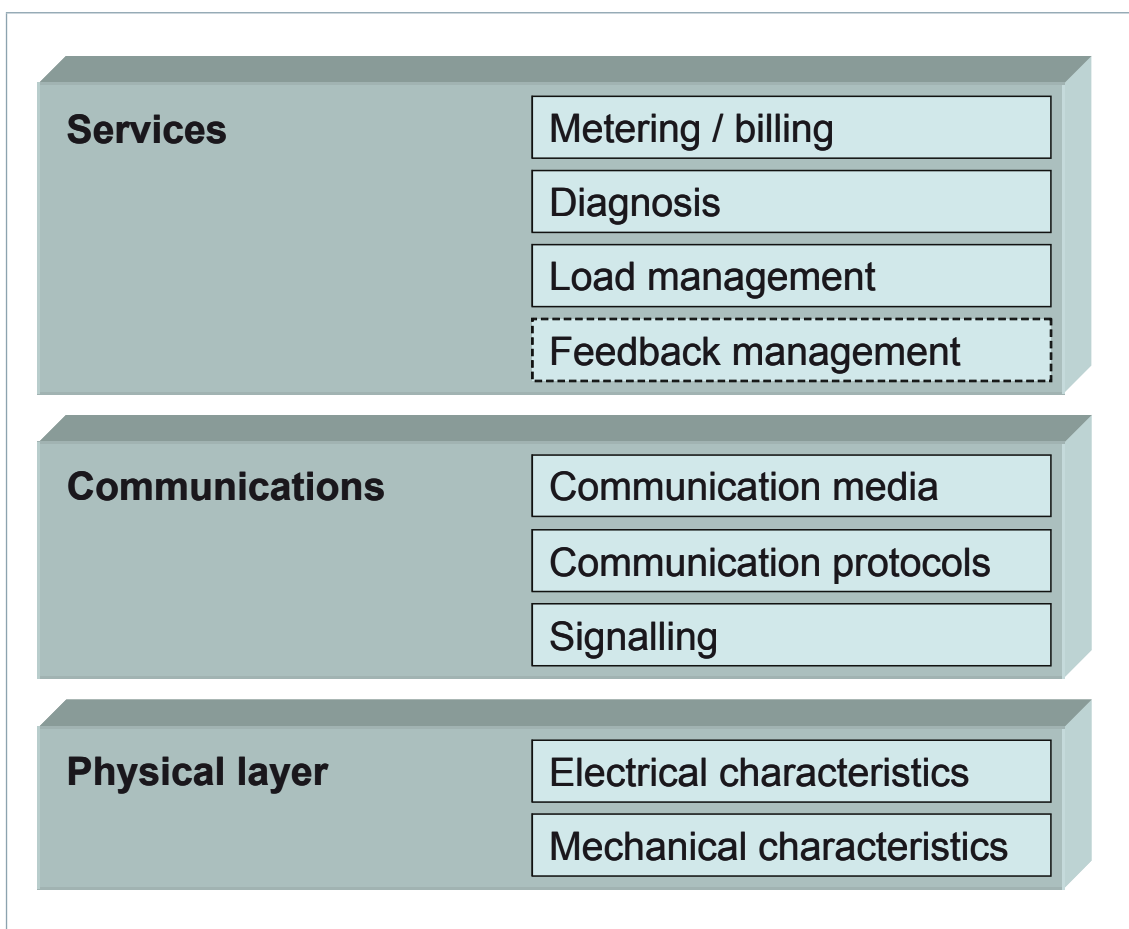 Services
Metering / billing
Diagnosis
Load management
Feedback management
Communications
Communication media
Communication protocols
Signalling
Physical layer
Electrical characteristics
Mechanical characteristics